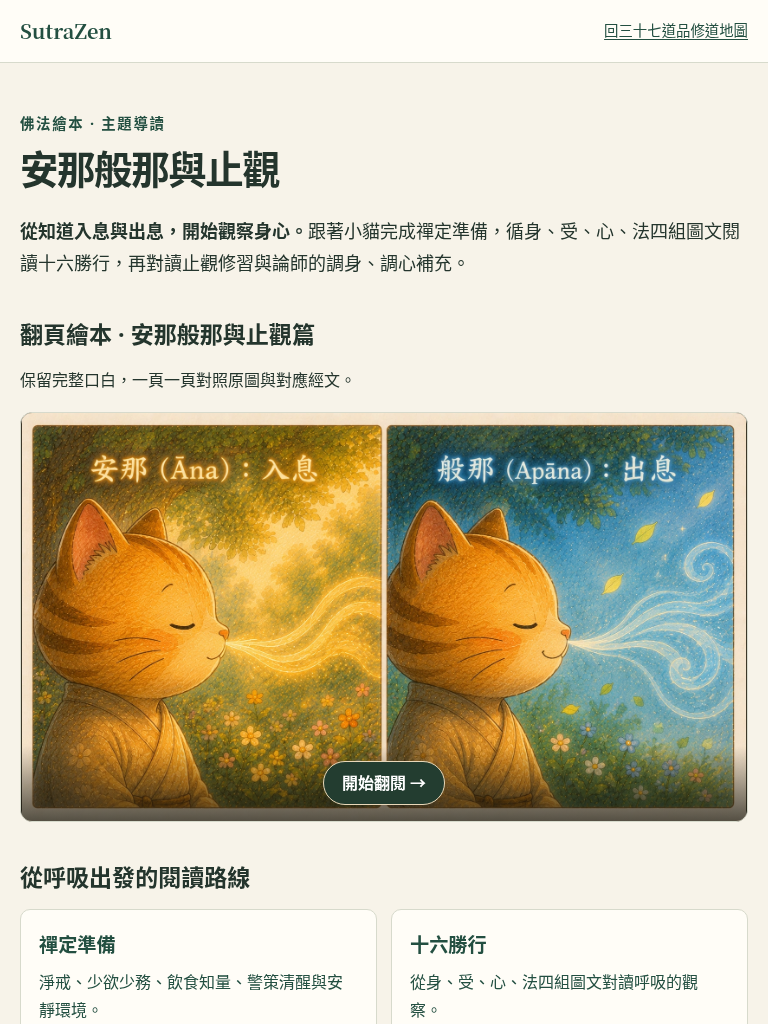 SutraZen
回三十七道品修道地圖
佛法繪本 · 主題導讀
安那般那與止觀
從知道入息與出息，開始觀察身心。跟著小貓完成禪定準備，循身、受、心、法四組圖文閱
讀十六勝行，再對讀止觀修習與論師的調身、調心補充。
翻頁繪本 · 安那般那與止觀篇
保留完整口白，一頁一頁對照原圖與對應經文。
安那（Āna）：入息
般那（Apāna）：出息
開始翻閱 →
從呼吸出發的閱讀路線
禪定準備
淨戒、少欲少務、飲食知量、警策清醒與安
靜環境。
十六勝行
從身、受、心、法四組圖文對讀呼吸的觀
察。